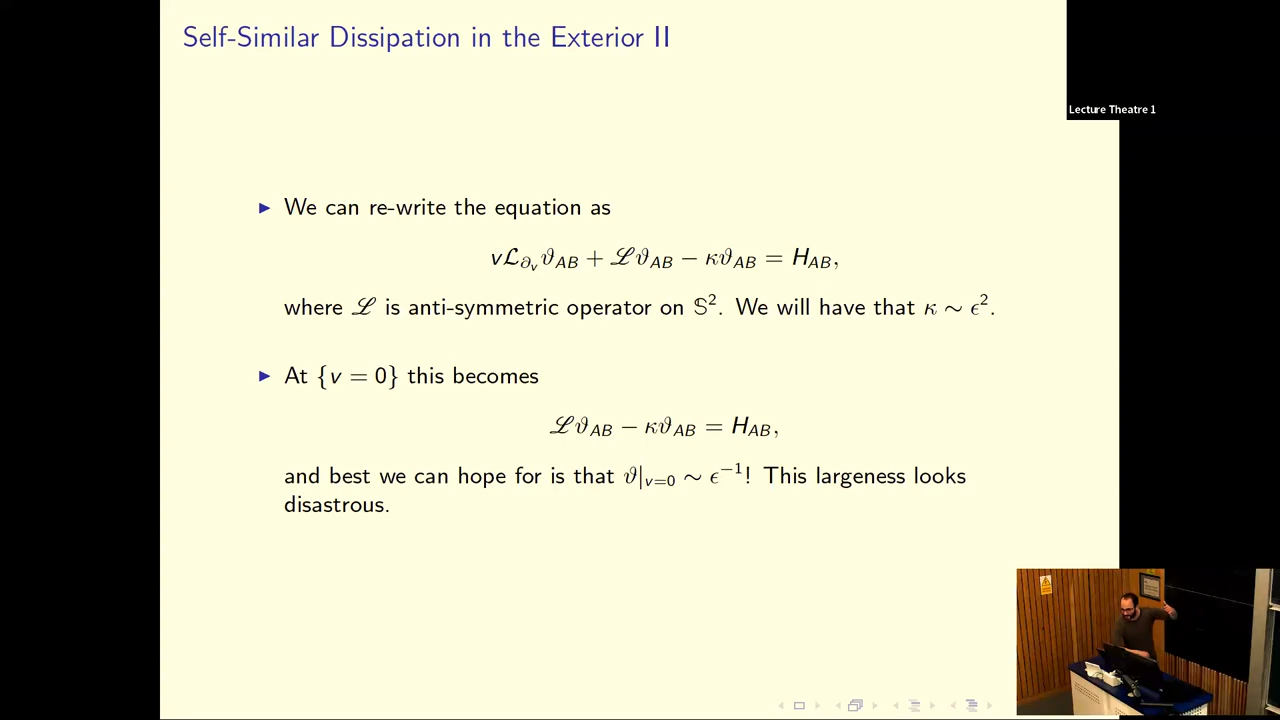 Self-Similar Dissipation in the Exterior II
Lecture Theatre 1
▶ We can re-write the equation as
v𝓛_{∂_v}ϑ_{AB} + ℒϑ_{AB} − κϑ_{AB} = H_{AB},
where ℒ is anti-symmetric operator on 𝕊². We will have that κ ∼ ϵ².
▶ At {v = 0} this becomes
ℒϑ_{AB} − κϑ_{AB} = H_{AB},
and best we can hope for is that ϑ|_{v=0} ∼ ϵ⁻¹! This largeness looks
disastrous.